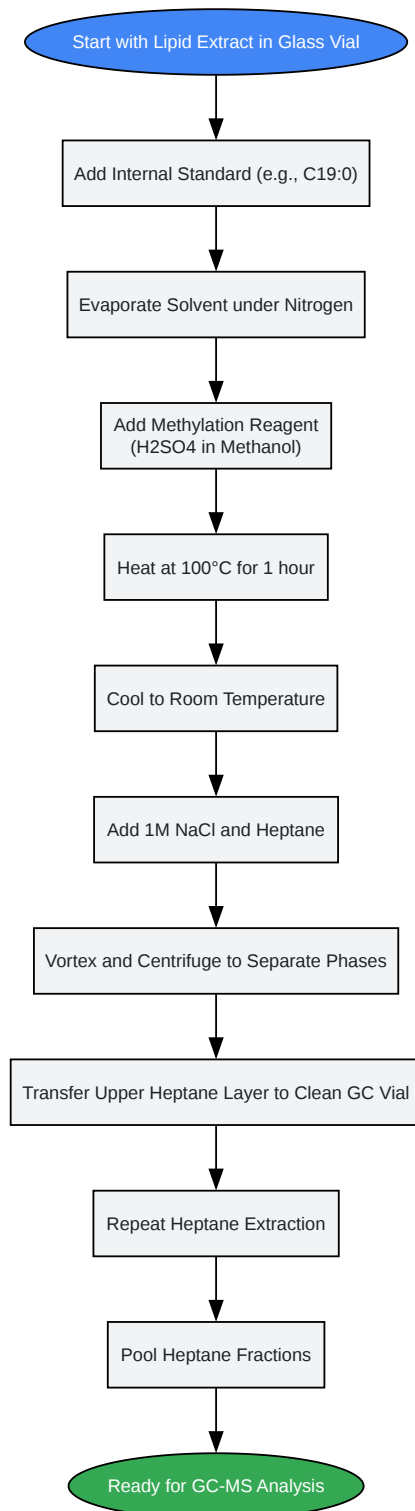 Start with Lipid Extract in Glass Vial
Add Internal Standard (e.g., C19:0)
Evaporate Solvent under Nitrogen
Add Methylation Reagent
(H2SO4 in Methanol)
Heat at 100°C for 1 hour
Cool to Room Temperature
Add 1M NaCl and Heptane
Vortex and Centrifuge to Separate Phases
Transfer Upper Heptane Layer to Clean GC Vial
Repeat Heptane Extraction
Pool Heptane Fractions
Ready for GC-MS Analysis